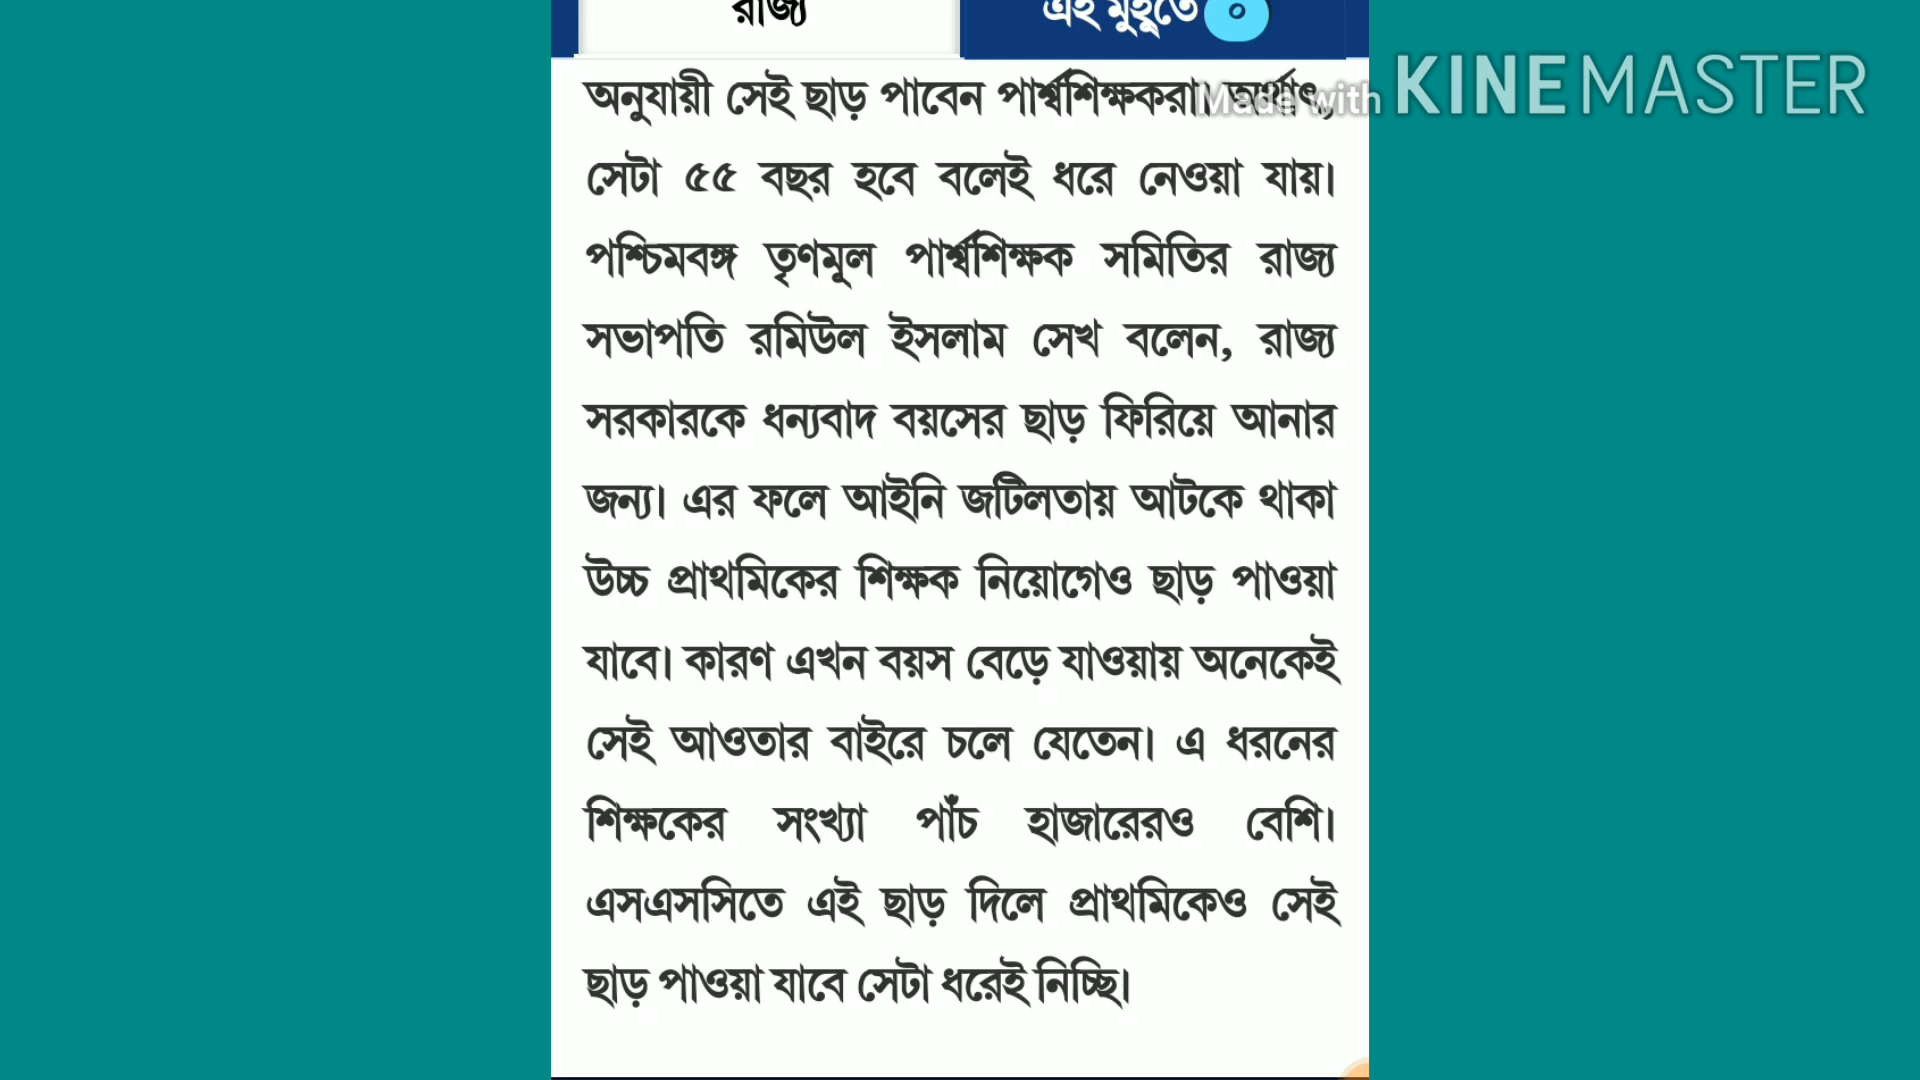 রাজ্য
এই মুহূর্তে ০
Made with KINEMASTER
অনুযায়ী সেই ছাড় পাবেন পার্শ্বশিক্ষকরা। অর্থাৎ,
সেটা ৫৫ বছর হবে বলেই ধরে নেওয়া যায়।
পশ্চিমবঙ্গ তৃণমূল পার্শ্বশিক্ষক সমিতির রাজ্য
সভাপতি রমিউল ইসলাম সেখ বলেন, রাজ্য
সরকারকে ধন্যবাদ বয়সের ছাড় ফিরিয়ে আনার
জন্য। এর ফলে আইনি জটিলতায় আটকে থাকা
উচ্চ প্রাথমিকের শিক্ষক নিয়োগেও ছাড় পাওয়া
যাবে। কারণ এখন বয়স বেড়ে যাওয়ায় অনেকেই
সেই আওতার বাইরে চলে যেতেন। এ ধরনের
শিক্ষকের সংখ্যা পাঁচ হাজারেরও বেশি।
এসএসসিতে এই ছাড় দিলে প্রাথমিকেও সেই
ছাড় পাওয়া যাবে সেটা ধরেই নিচ্ছি।